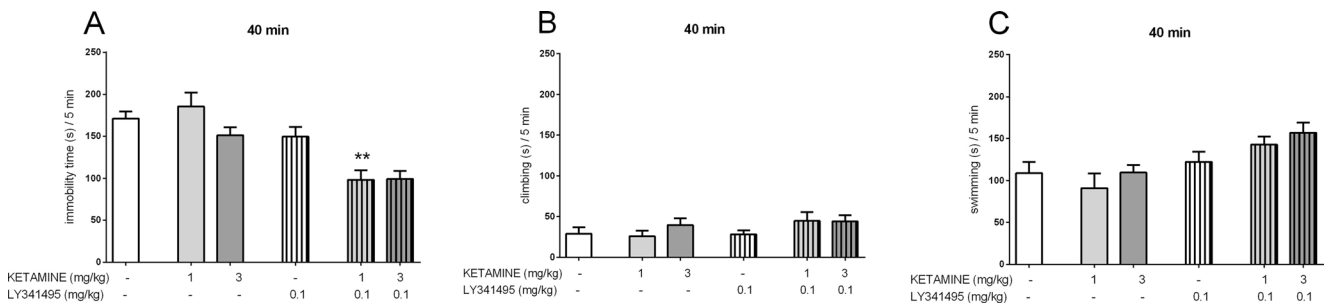 A
40 min
250
200
150
100
50
0
immobility time (s) / 5 min
**
KETAMINE (mg/kg) - 1 3 - 1 3
LY341495 (mg/kg) - - - 0.1 0.1 0.1
B
40 min
250
200
150
100
50
0
climbing (s) / 5 min
KETAMINE (mg/kg) - 1 3 - 1 3
LY341495 (mg/kg) - - - 0.1 0.1 0.1
C
40 min
250
200
150
100
50
0
swimming (s) / 5 min
KETAMINE (mg/kg) - 1 3 - 1 3
LY341495 (mg/kg) - - - 0.1 0.1 0.1